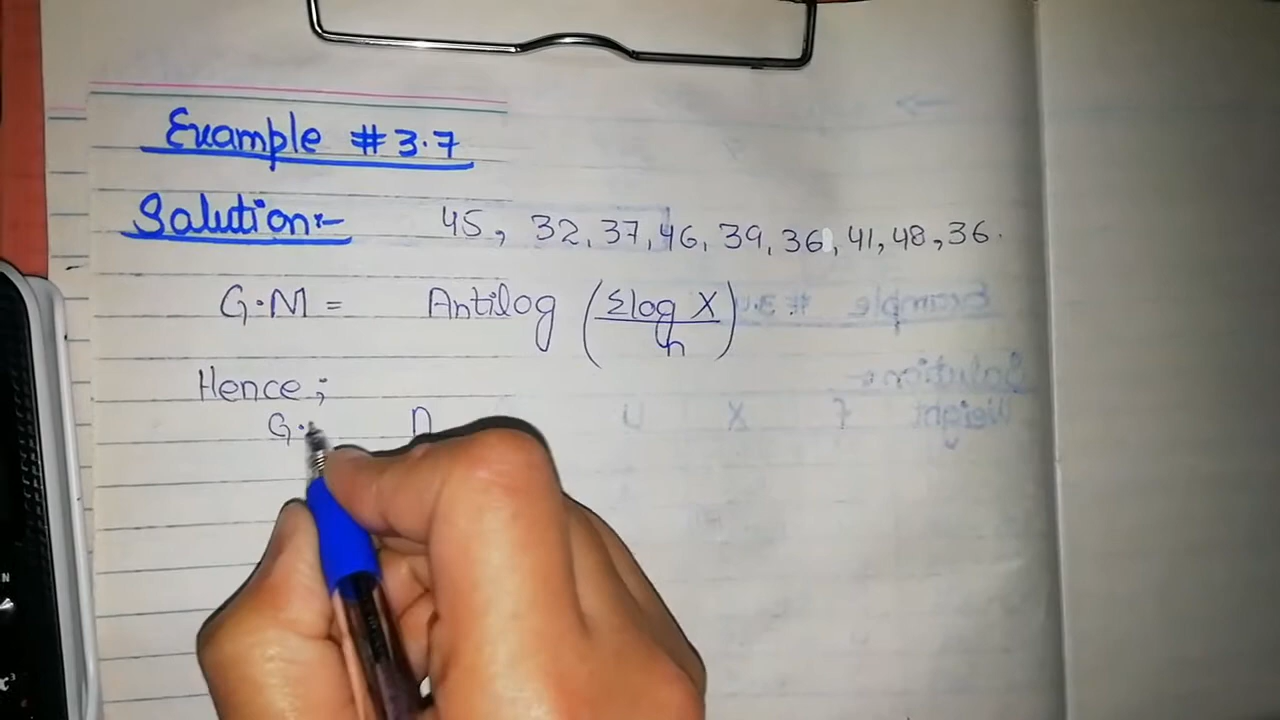 Example # 3.7
Solution:- 45, 32, 37, 46, 39, 36, 41, 48, 36.
G.M = Antilog (Σlog X / n)
Hence;
G.